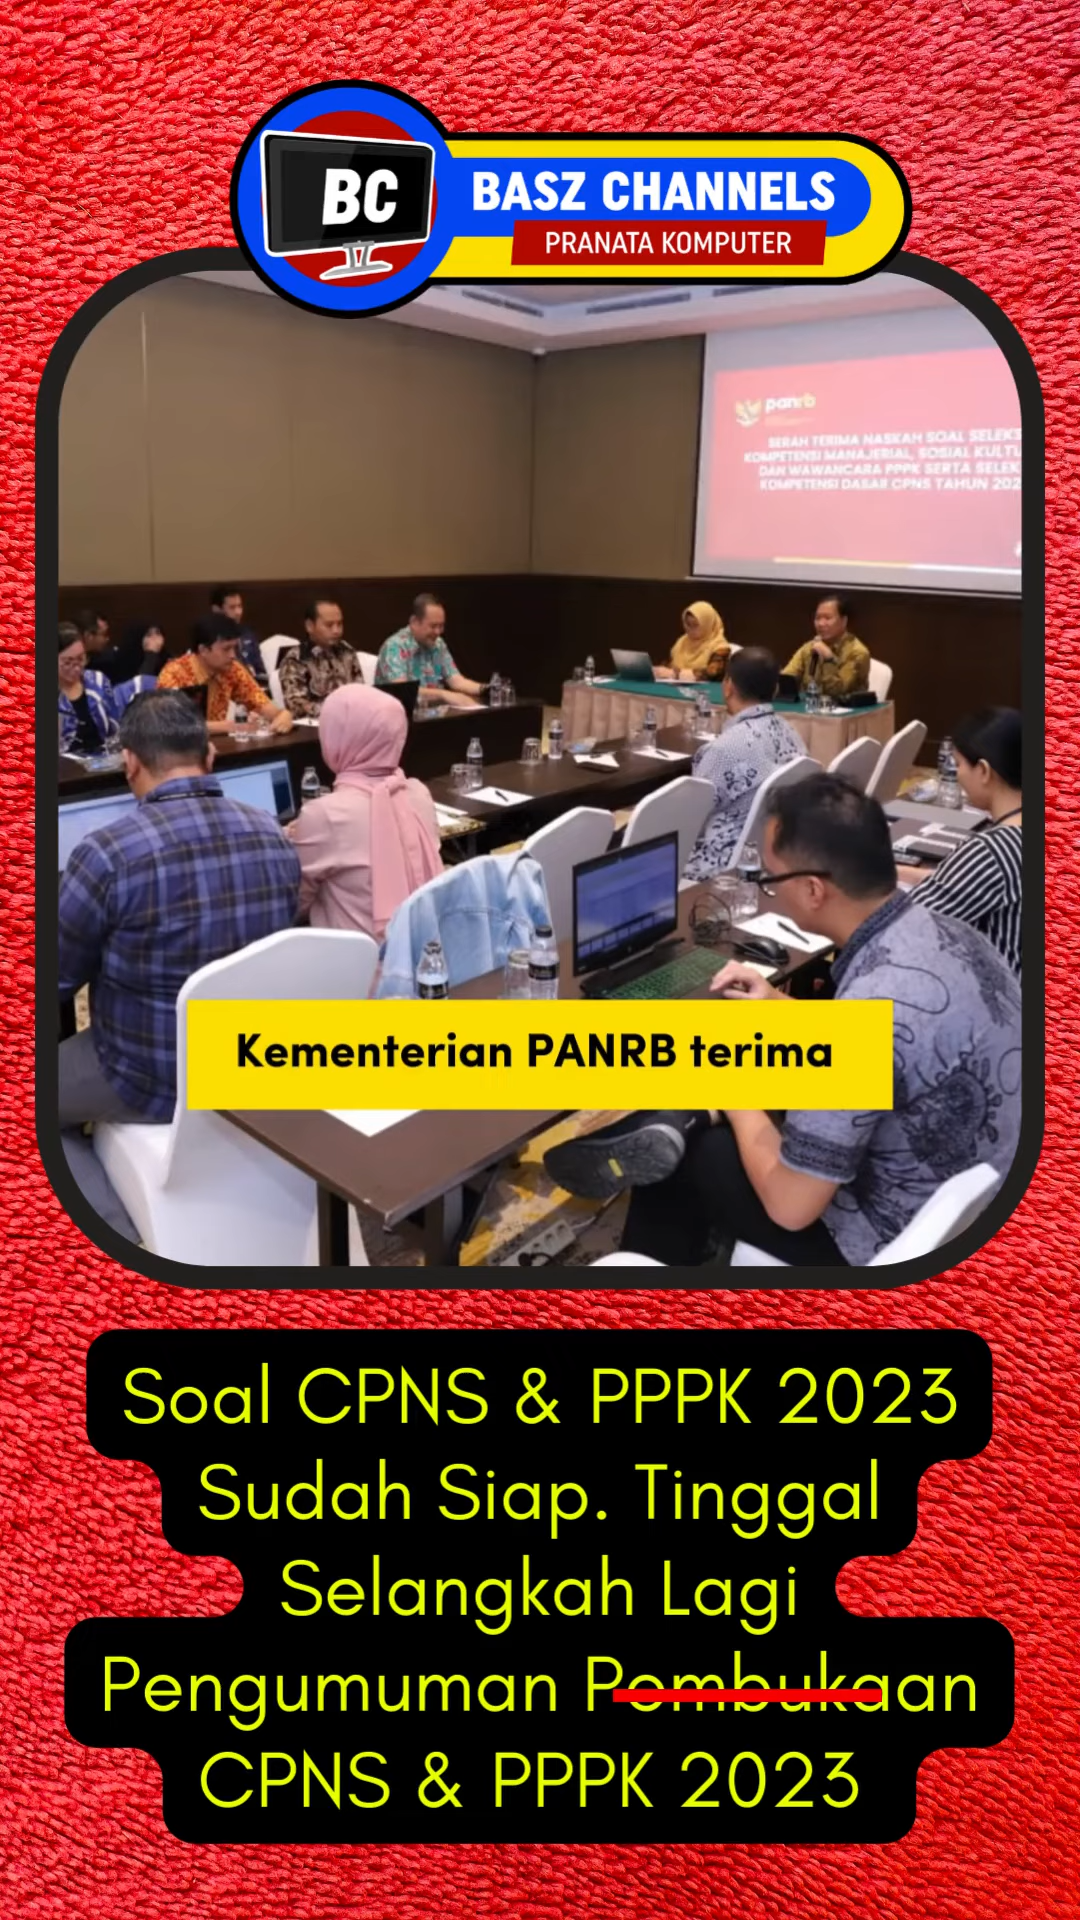 BC
BASZ CHANNELS
PRANATA KOMPUTER
panrb
SERAH TERIMA NASKAH SOAL SELEKS
KOMPETENSI MANAJERIAL, SOSIAL KULTU
DAN WAWANCARA PPPK SERTA SELEK
KOMPETENSI DASAR CPNS TAHUN 202
Kementerian PANRB terima
Soal CPNS & PPPK 2023
Sudah Siap. Tinggal
Selangkah Lagi
Pengumuman Pembukaan
CPNS & PPPK 2023